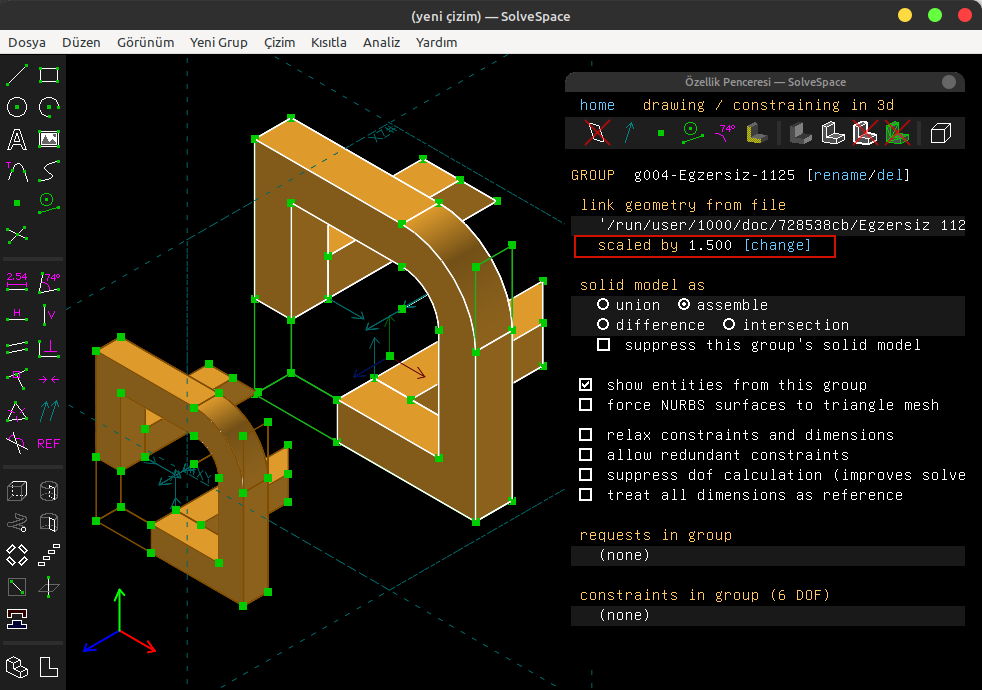 (yeni çizim) — SolveSpace
Dosya Düzen Görünüm Yeni Grup Çizim Kısıtla Analiz Yardım
Özellik Penceresi — SolveSpace
home drawing / constraining in 3d
74°
GROUP g004-Egzersiz-1125 [rename/del]
link geometry from file
'/run/user/1000/doc/728538cb/Egzersiz 112
scaled by 1.500 [change]
solid model as
union assemble
difference intersection
suppress this group's solid model
show entities from this group
force NURBS surfaces to triangle mesh
relax constraints and dimensions
allow redundant constraints
suppress dof calculation (improves solve
treat all dimensions as reference
requests in group
(none)
constraints in group (6 DOF)
(none)
A
T
2.54 74°
H V
REF